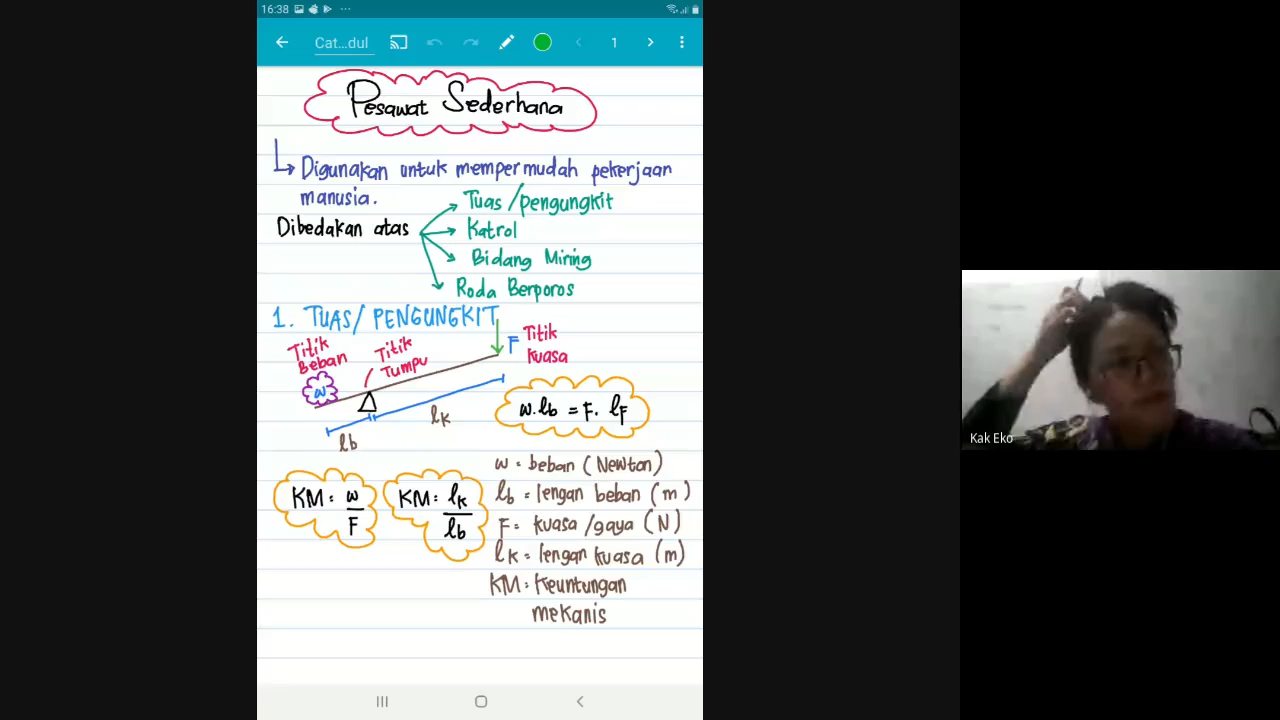 16:38
Cat...dul
1
Pesawat Sederhana
Digunakan untuk mempermudah pekerjaan
manusia.
Dibedakan atas
Tuas/pengungkit
Katrol
Bidang Miring
Roda Berporos
1. TUAS/PENGUNGKIT
Titik
Beban
Titik
Tumpu
F
Titik
Kuasa
w
lb
lk
w.lb = F. lF
KM = w/F
KM = lk/lb
w = beban (Newton)
lb = lengan beban (m)
F = kuasa/gaya (N)
lk = lengan kuasa (m)
KM = Keuntungan
mekanis
Kak Eko